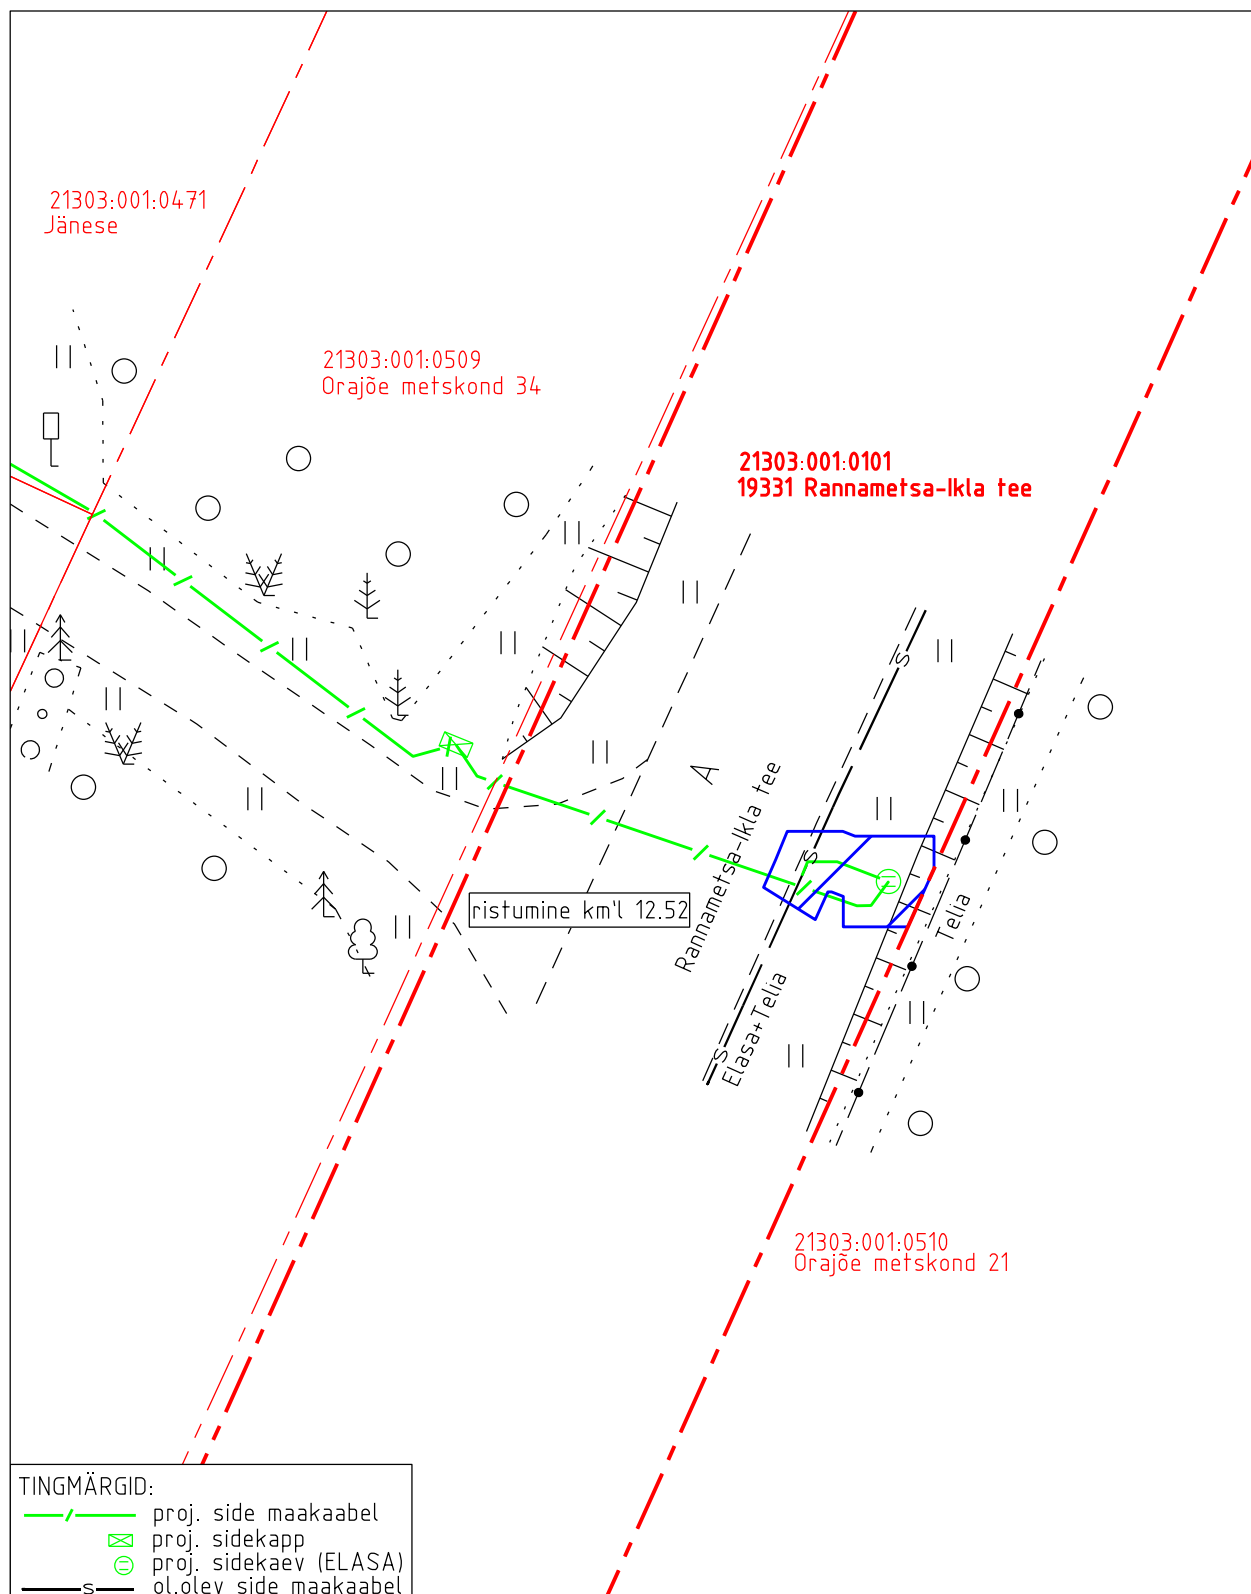 21303:001:0471
Jänese
21303:001:0509
Orajõe metskond 34
21303:001:0101
19331 Rannametsa-Ikla tee
A
Rannametsa-Ikla tee
S
S
S
ristumine km'l 12.52
Telia
Elasa+Telia
21303:001:0510
Orajõe metskond 21
TINGMÄRGID:
proj. side maakaabel
proj. sidekapp
proj. sidekaev (ELASA)
S
ol.olev side maakaabel